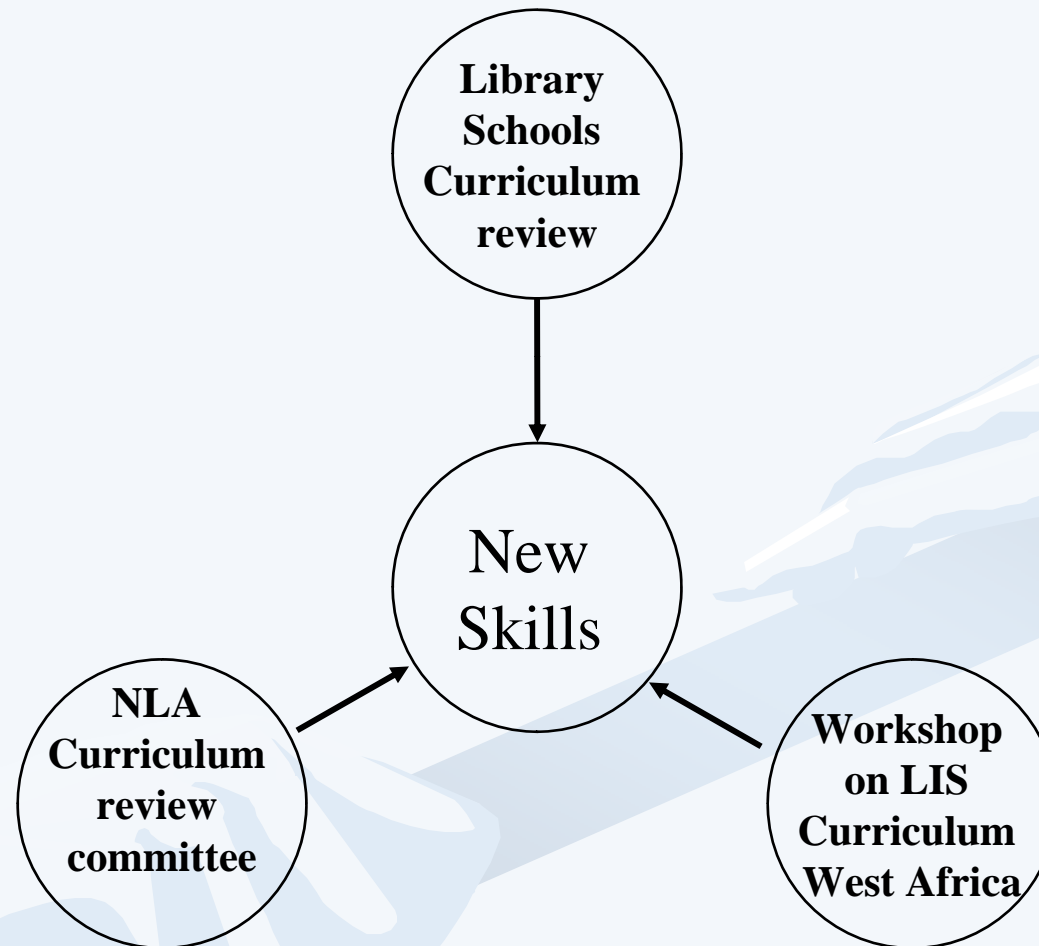 Library
Schools
Curriculum
review
New
Skills
NLA
Curriculum
review
committee
Workshop
on LIS
Curriculum
West Africa